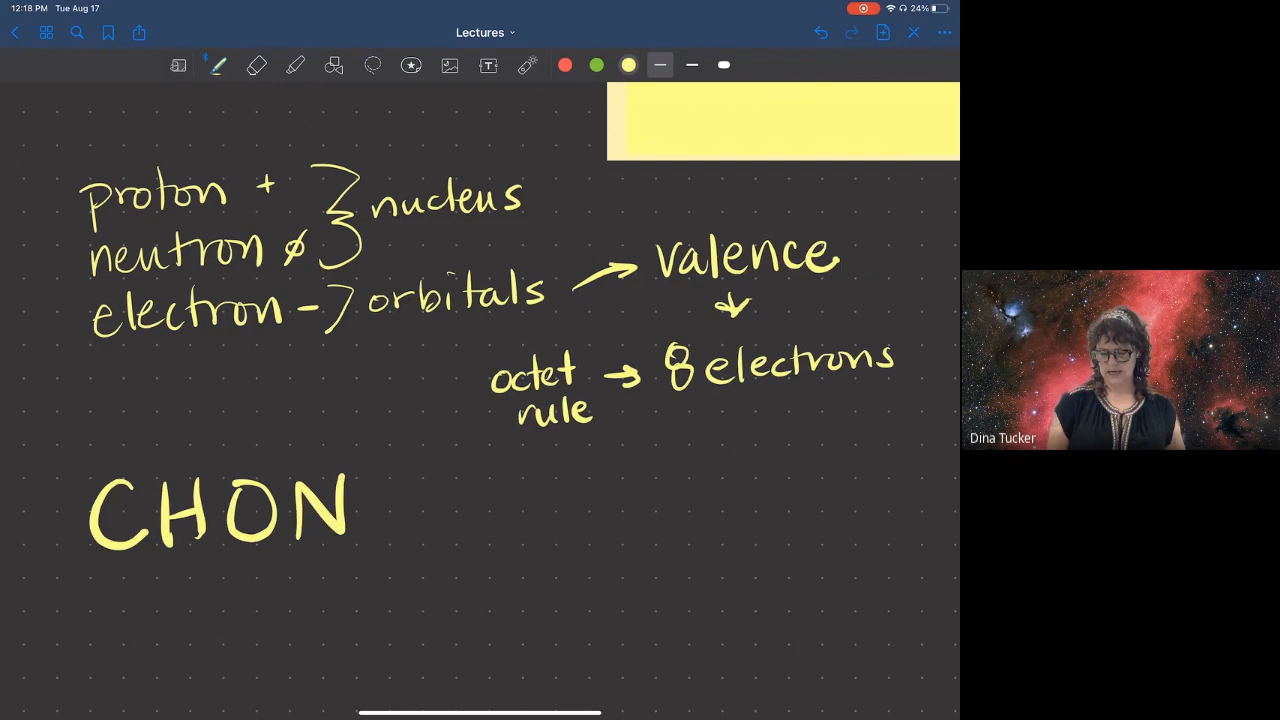 12:18 PM Tue Aug 17
24%
Lectures
T
proton +
} nucleus
neutron ø
electron - } orbitals → valence
↓
octet → 8 electrons
rule
CHON
Dina Tucker